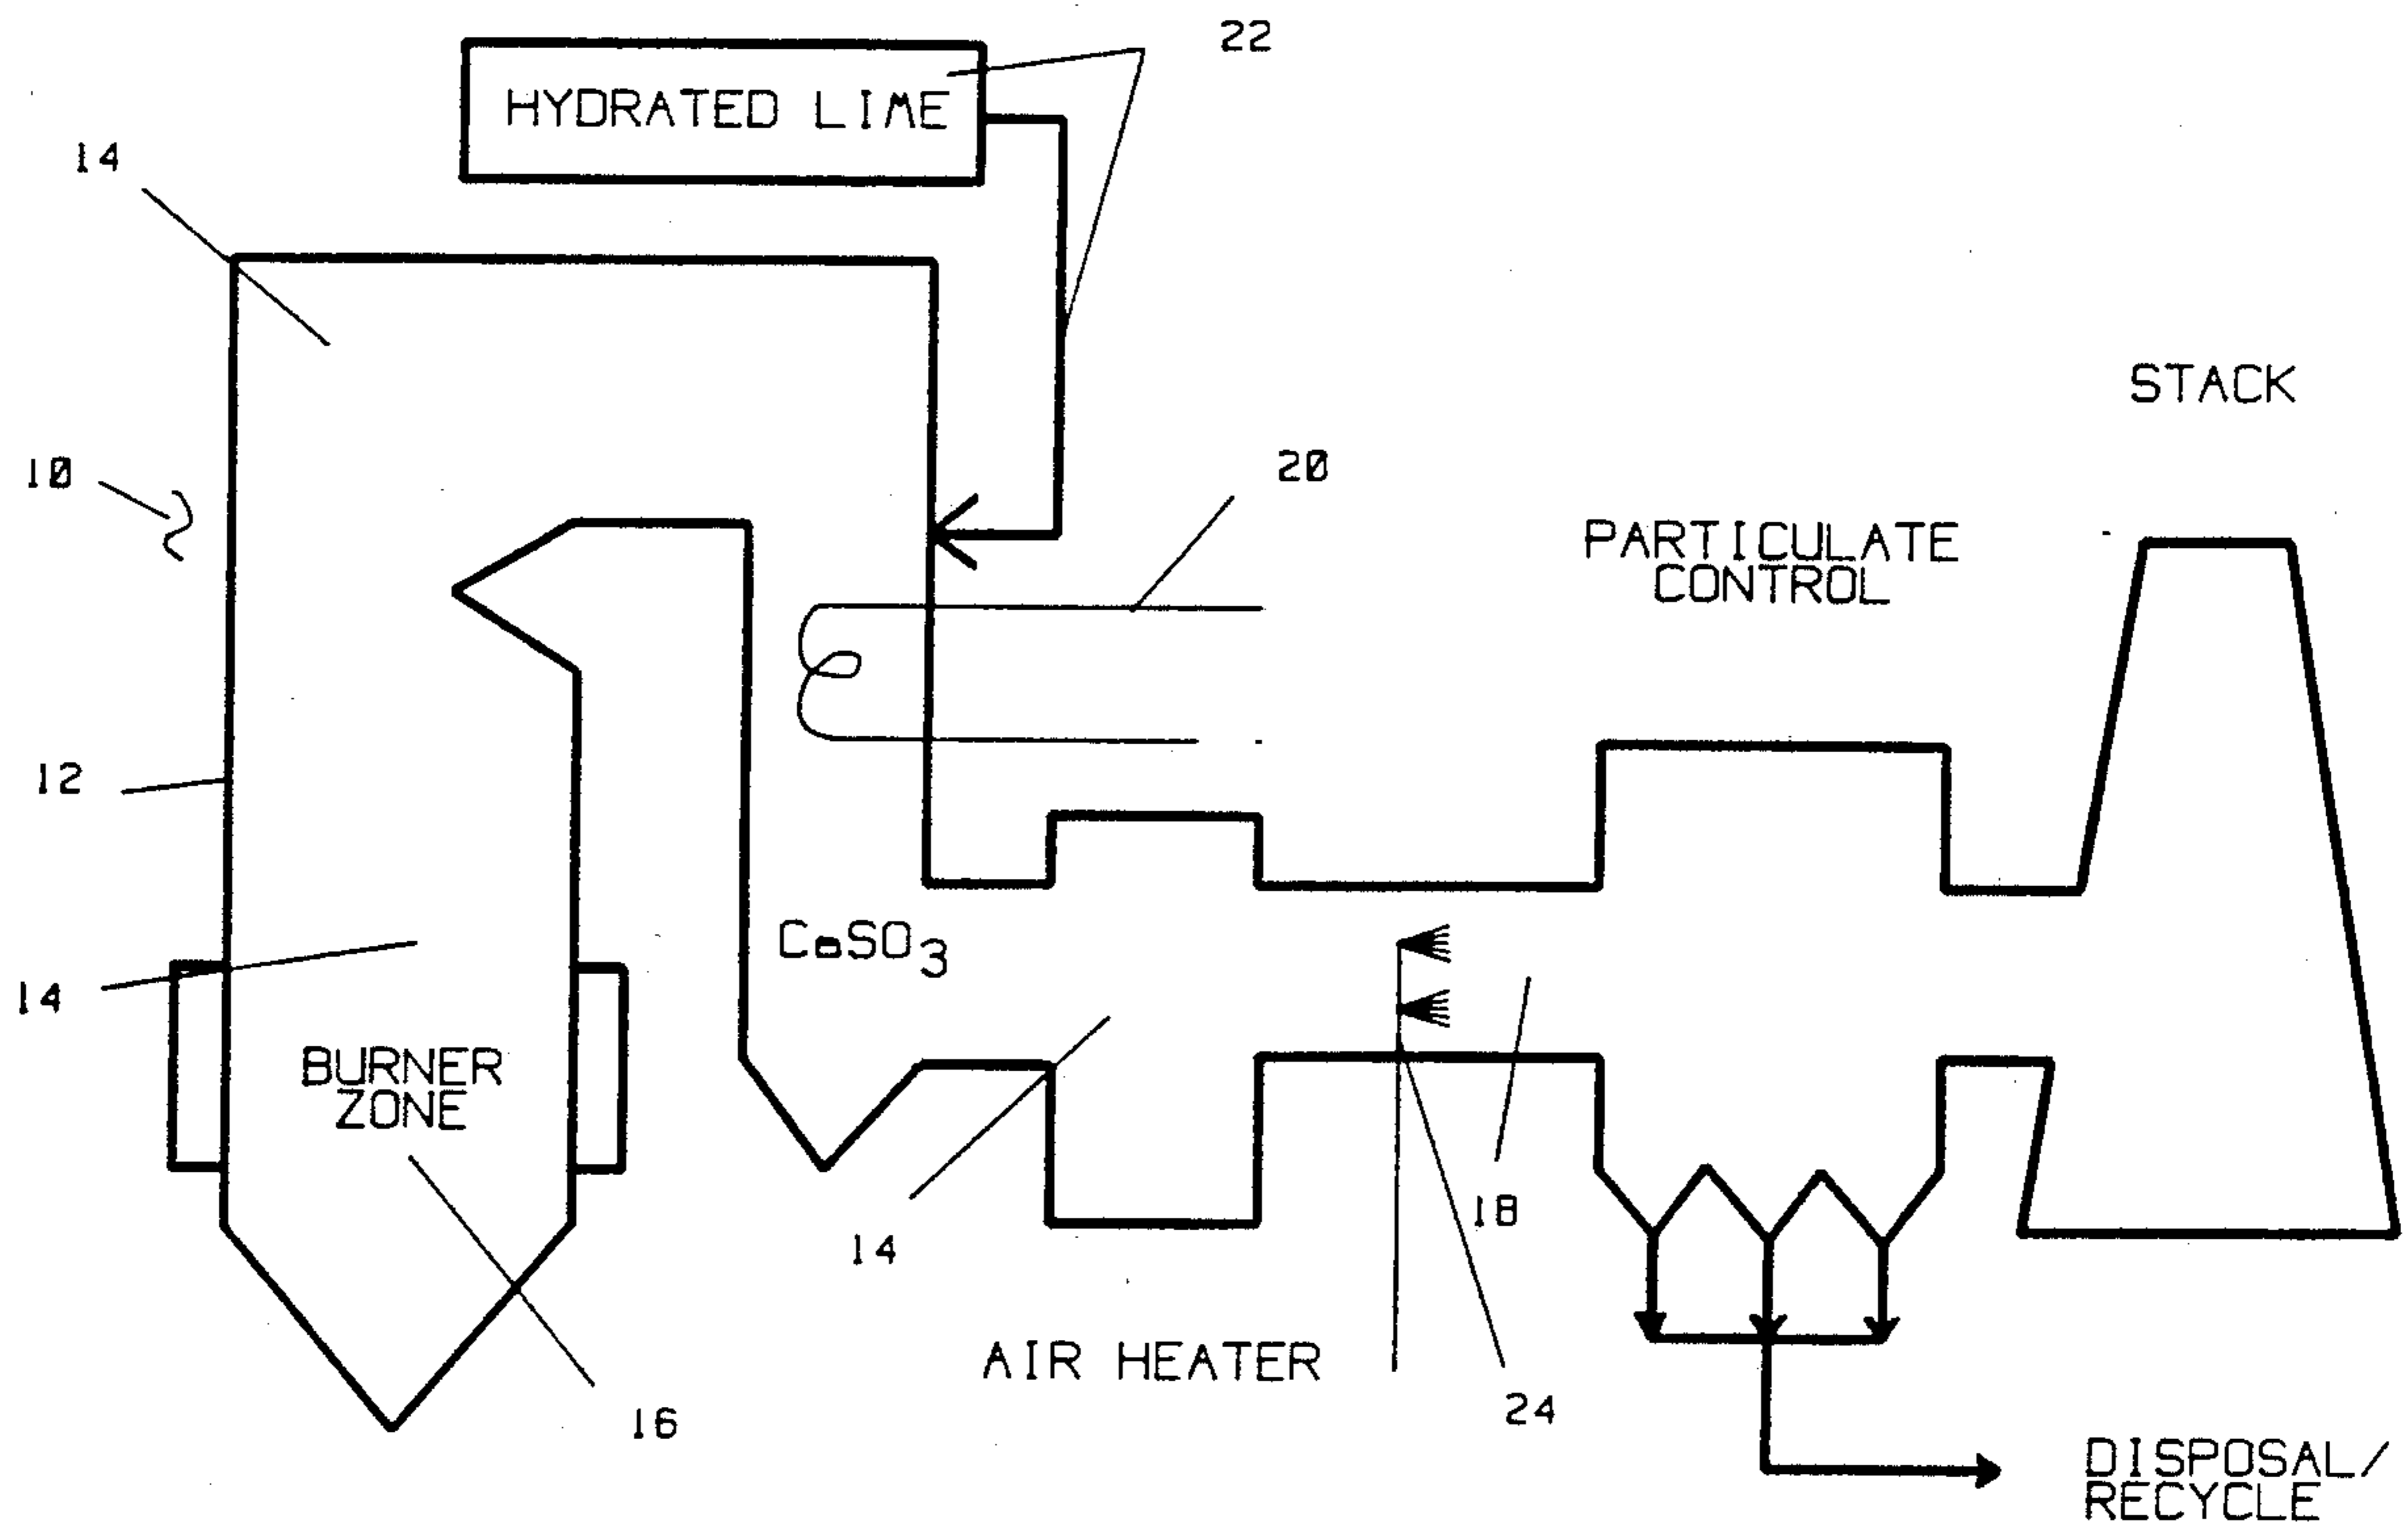 22
HYDRATED LIME
14
STACK
10
20
PARTICULATE
CONTROL
12
CaSO3
14
BURNER
ZONE
18
14
AIR HEATER
24
16
DISPOSAL/
RECYCLE